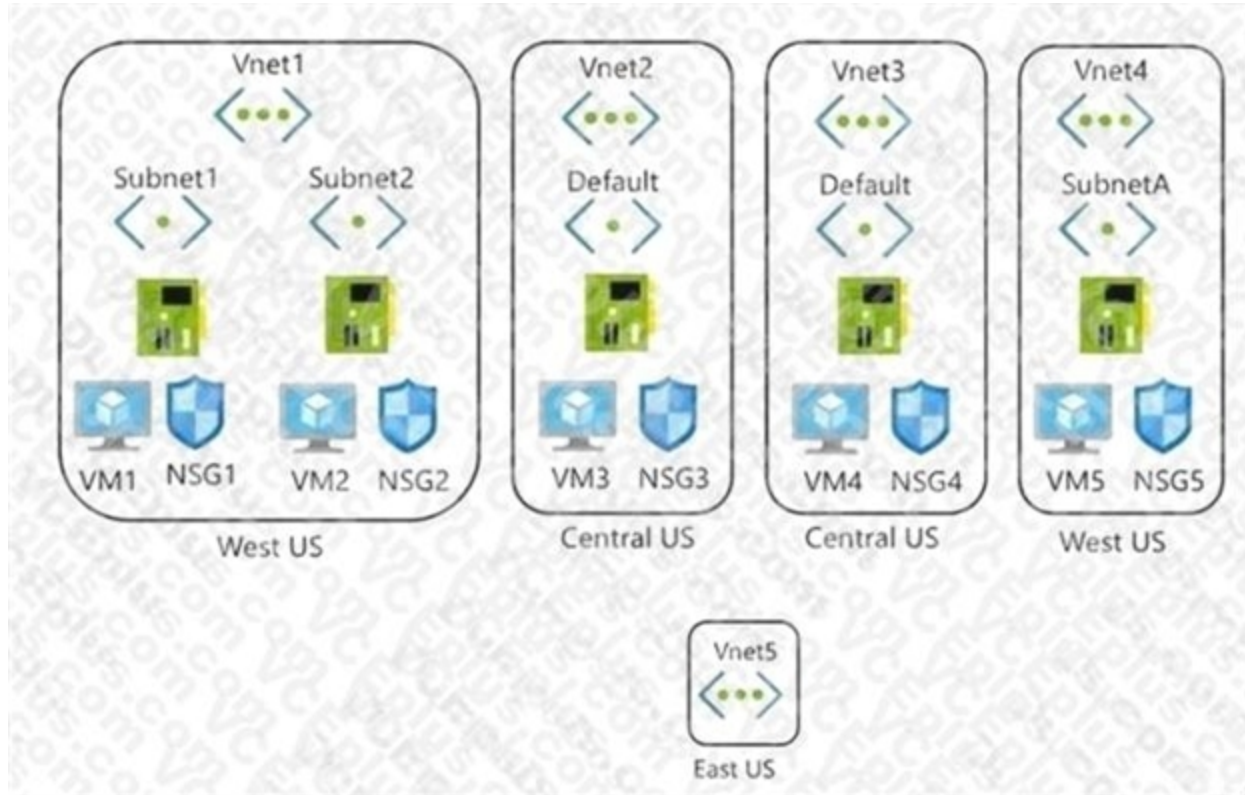 Vnet1
Vnet2
Vnet3
Vnet4
Subnet1
Subnet2
Default
Default
SubnetA
VM1
NSG1
VM2
NSG2
VM3
NSG3
VM4
NSG4
VM5
NSG5
West US
Central US
Central US
West US
Vnet5
East US